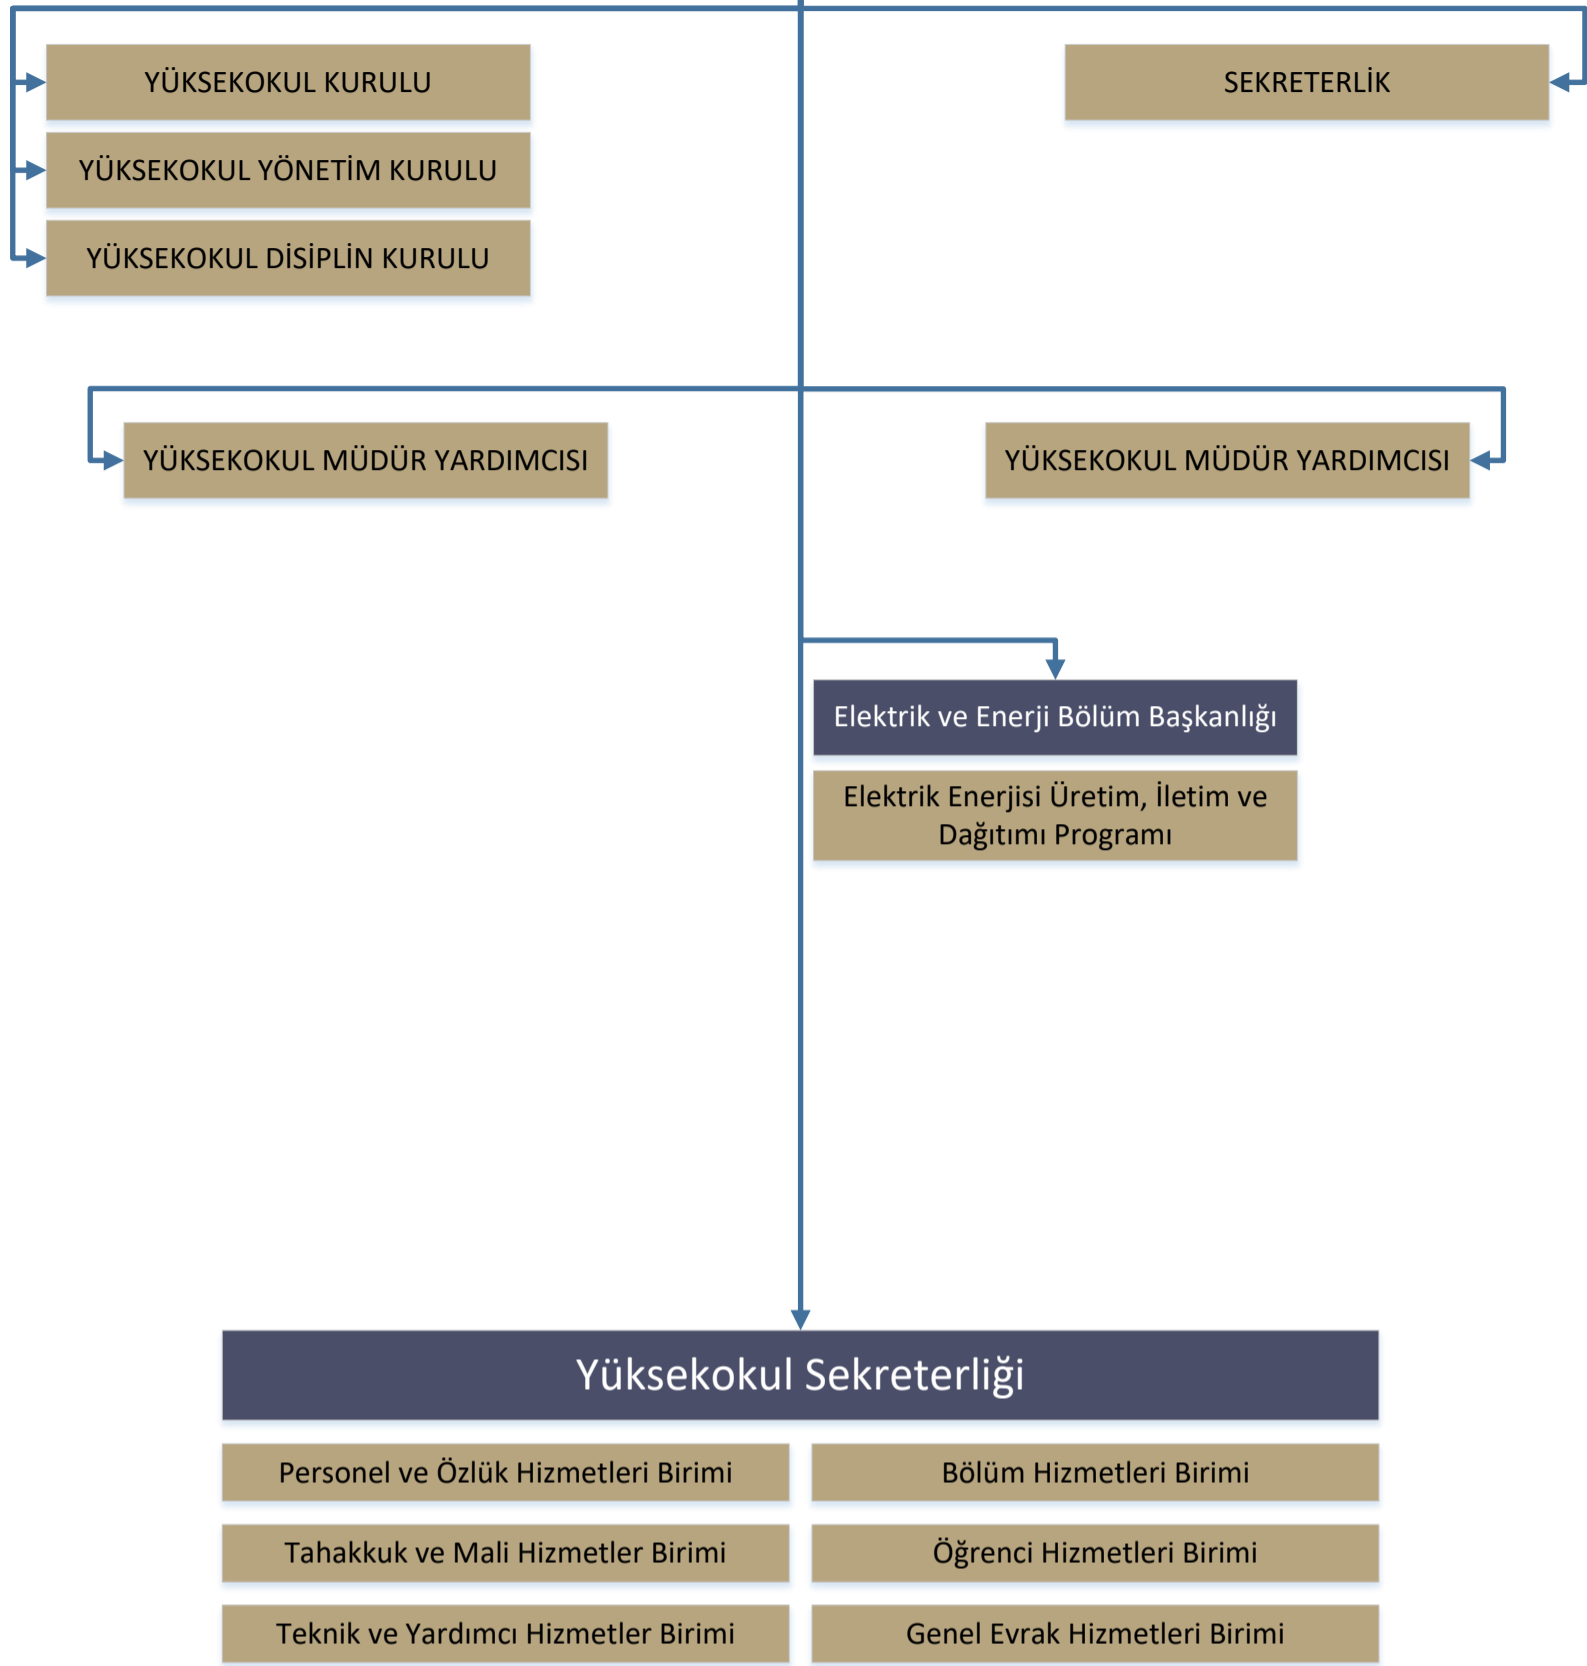 YÜKSEKOKUL KURULU
SEKRETERLİK
YÜKSEKOKUL YÖNETİM KURULU
YÜKSEKOKUL DİSİPLİN KURULU
YÜKSEKOKUL MÜDÜR YARDIMCISI
YÜKSEKOKUL MÜDÜR YARDIMCISI
Elektrik ve Enerji Bölüm Başkanlığı
Elektrik Enerjisi Üretim, İletim ve
Dağıtımı Programı
Yüksekokul Sekreterliği
Personel ve Özlük Hizmetleri Birimi
Bölüm Hizmetleri Birimi
Tahakkuk ve Mali Hizmetler Birimi
Öğrenci Hizmetleri Birimi
Teknik ve Yardımcı Hizmetler Birimi
Genel Evrak Hizmetleri Birimi